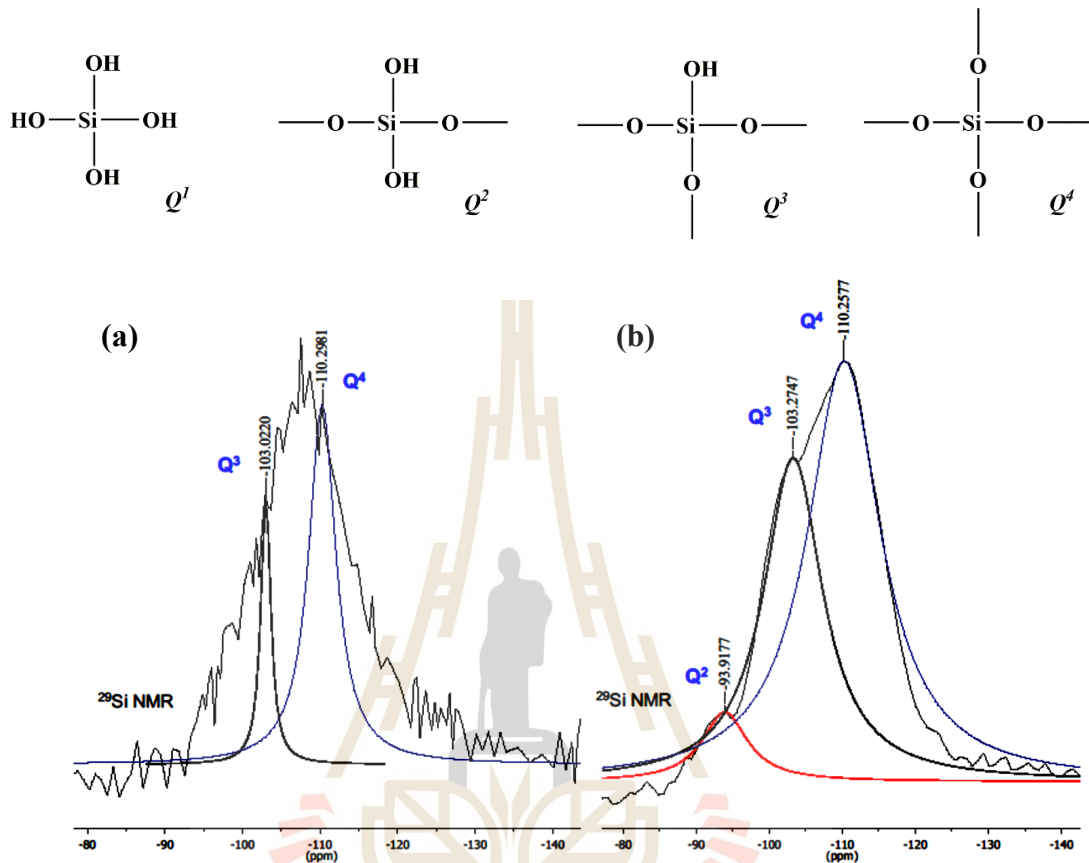 OH
HO Si OH
OH
Q¹
OH
O Si O
OH
Q²
OH
O Si O
O
Q³
O
O Si O
O
Q⁴
(a)
Q³
-103.0220
-110.2981
Q⁴
²⁹Si NMR
-80 -90 -100 -110 -120 -130 -140
(ppm)
(b)
Q⁴
-110.2577
Q³
-103.2747
Q²
-93.9177
²⁹Si NMR
-80 -90 -100 -110 -120 -130 -140
(ppm)